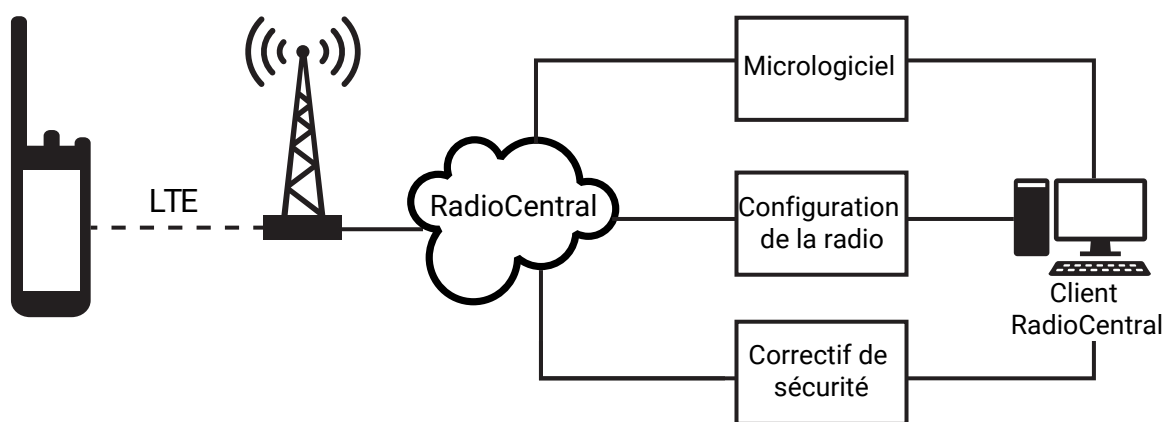 LTE
RadioCentral
Micrologiciel
Configuration
de la radio
Correctif de
sécurité
Client
RadioCentral